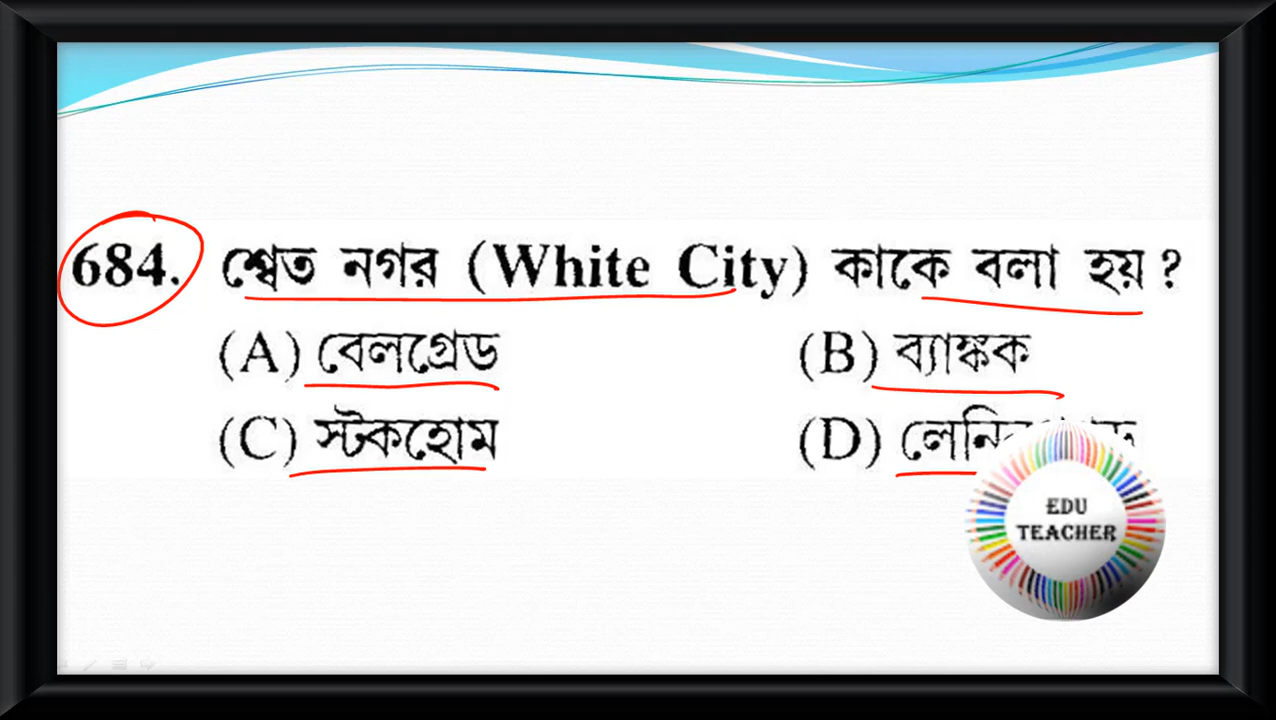 684. শ্বেত নগর (White City) কাকে বলা হয় ?
(A) বেলগ্রেড (B) ব্যাঙ্কক
(C) স্টকহোম (D)
EDU
TEACHER